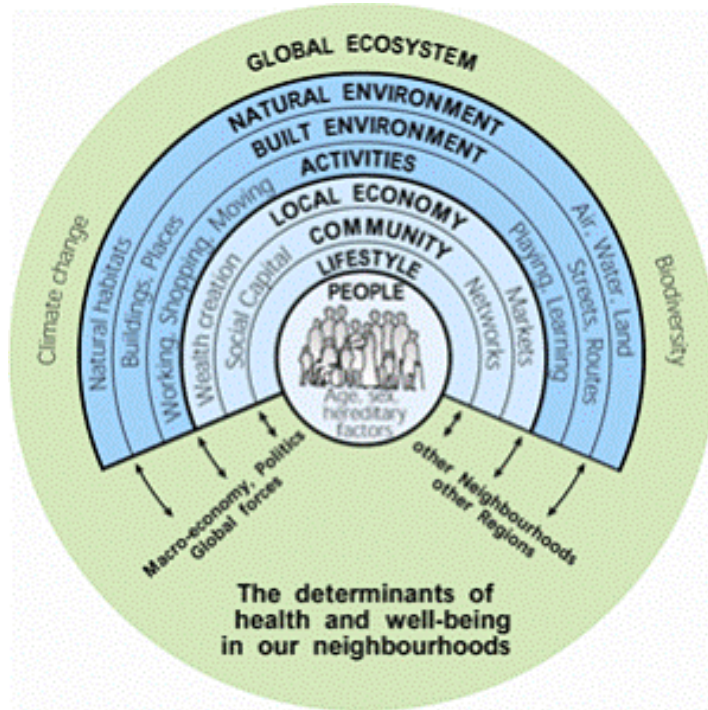 GLOBAL ECOSYSTEM
NATURAL ENVIRONMENT
BUILT ENVIRONMENT
ACTIVITIES
LOCAL ECONOMY
COMMUNITY
LIFESTYLE
PEOPLE
Age, sex,
hereditary
factors
Climate change
Natural habitats
Buildings, Places
Working, Shopping, Moving
Wealth creation
Social Capital
Networks
Markets
Playing, Learning
Streets, Routes
Air, Water, Land
Biodiversity
Macro-economy, Politics
Global forces
other Neighbourhoods
other Regions
The determinants of
health and well-being
in our neighbourhoods